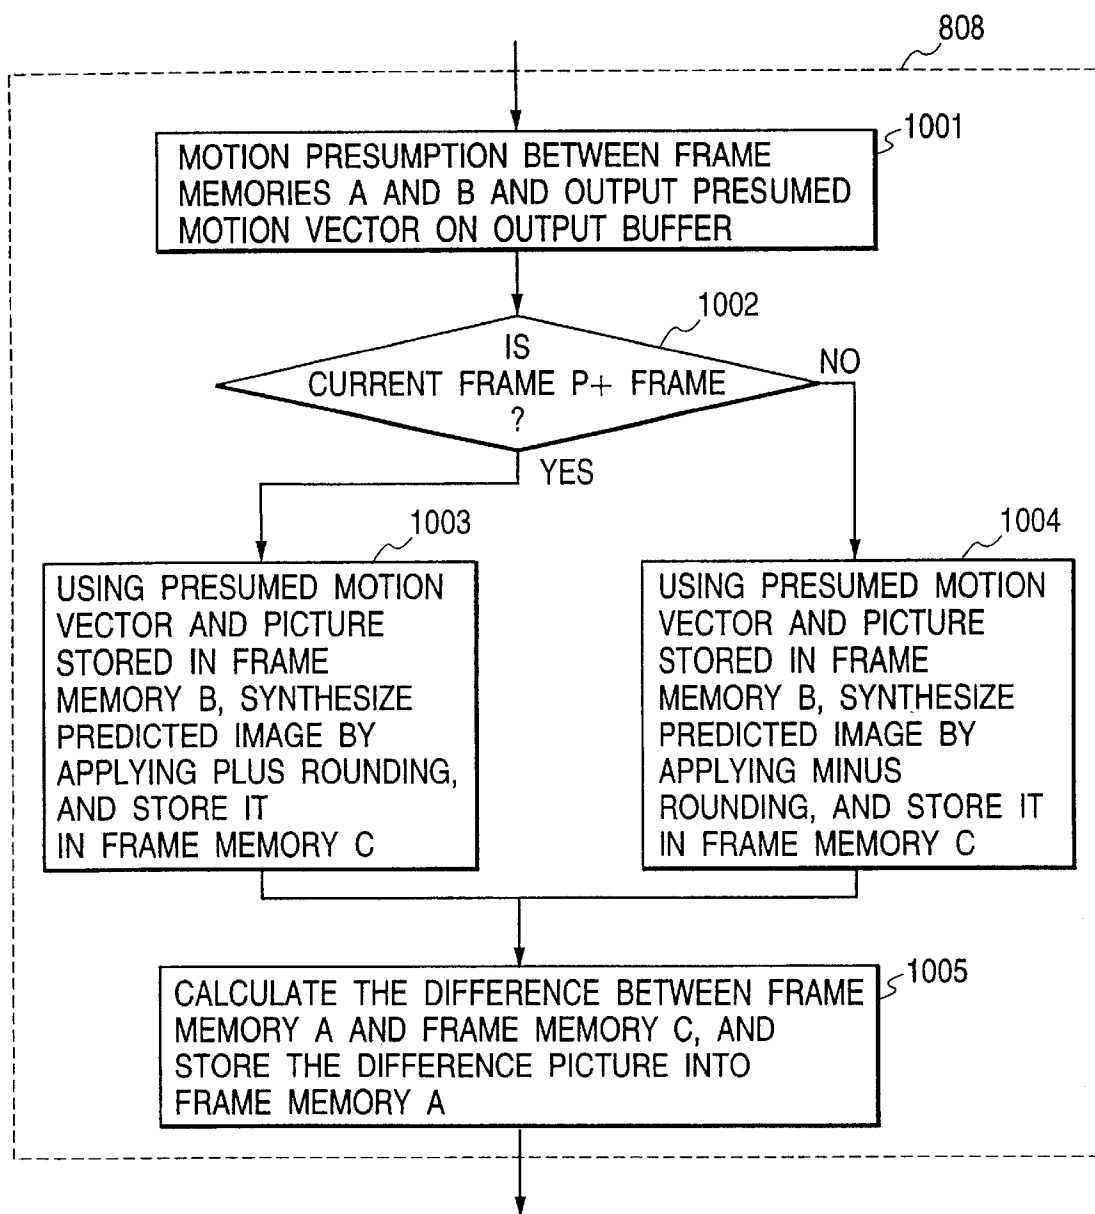 808
1001
MOTION PRESUMPTION BETWEEN FRAME
MEMORIES A AND B AND OUTPUT PRESUMED
MOTION VECTOR ON OUTPUT BUFFER
1002
IS
CURRENT FRAME P+ FRAME
?
NO
YES
1003
USING PRESUMED MOTION
VECTOR AND PICTURE
STORED IN FRAME
MEMORY B, SYNTHESIZE
PREDICTED IMAGE BY
APPLYING PLUS ROUNDING,
AND STORE IT
IN FRAME MEMORY C
1004
USING PRESUMED MOTION
VECTOR AND PICTURE
STORED IN FRAME
MEMORY B, SYNTHESIZE
PREDICTED IMAGE BY
APPLYING MINUS
ROUNDING, AND STORE IT
IN FRAME MEMORY C
1005
CALCULATE THE DIFFERENCE BETWEEN FRAME
MEMORY A AND FRAME MEMORY C, AND
STORE THE DIFFERENCE PICTURE INTO
FRAME MEMORY A